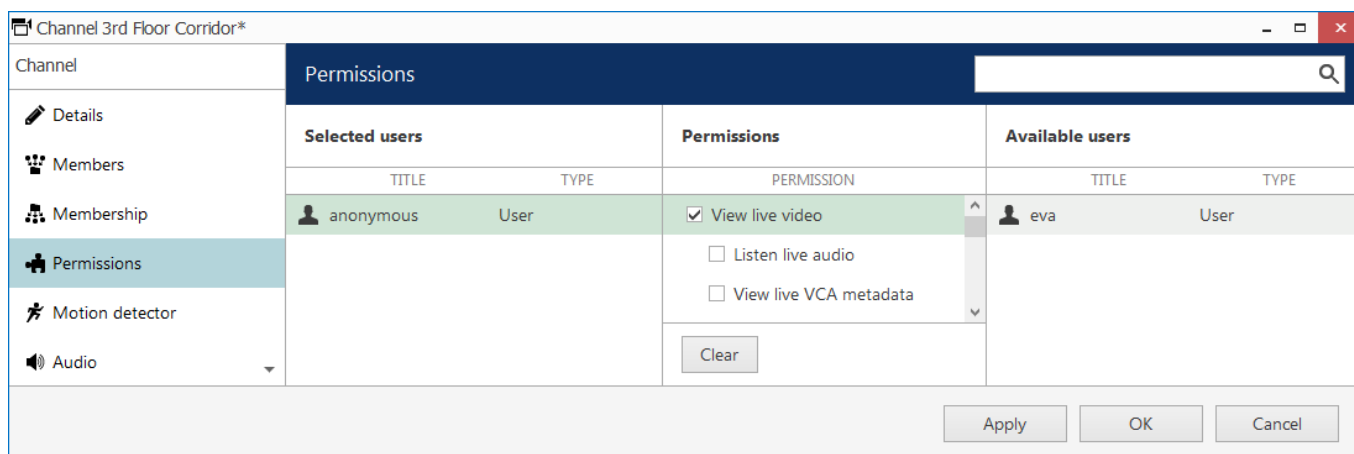 Channel 3rd Floor Corridor*
Channel
Permissions
Details
Members
Membership
Permissions
Motion detector
Audio
Selected users
Permissions
Available users
TITLE TYPE
PERMISSION
TITLE TYPE
anonymous User
View live video
Listen live audio
View live VCA metadata
Clear
eva User
Apply OK Cancel